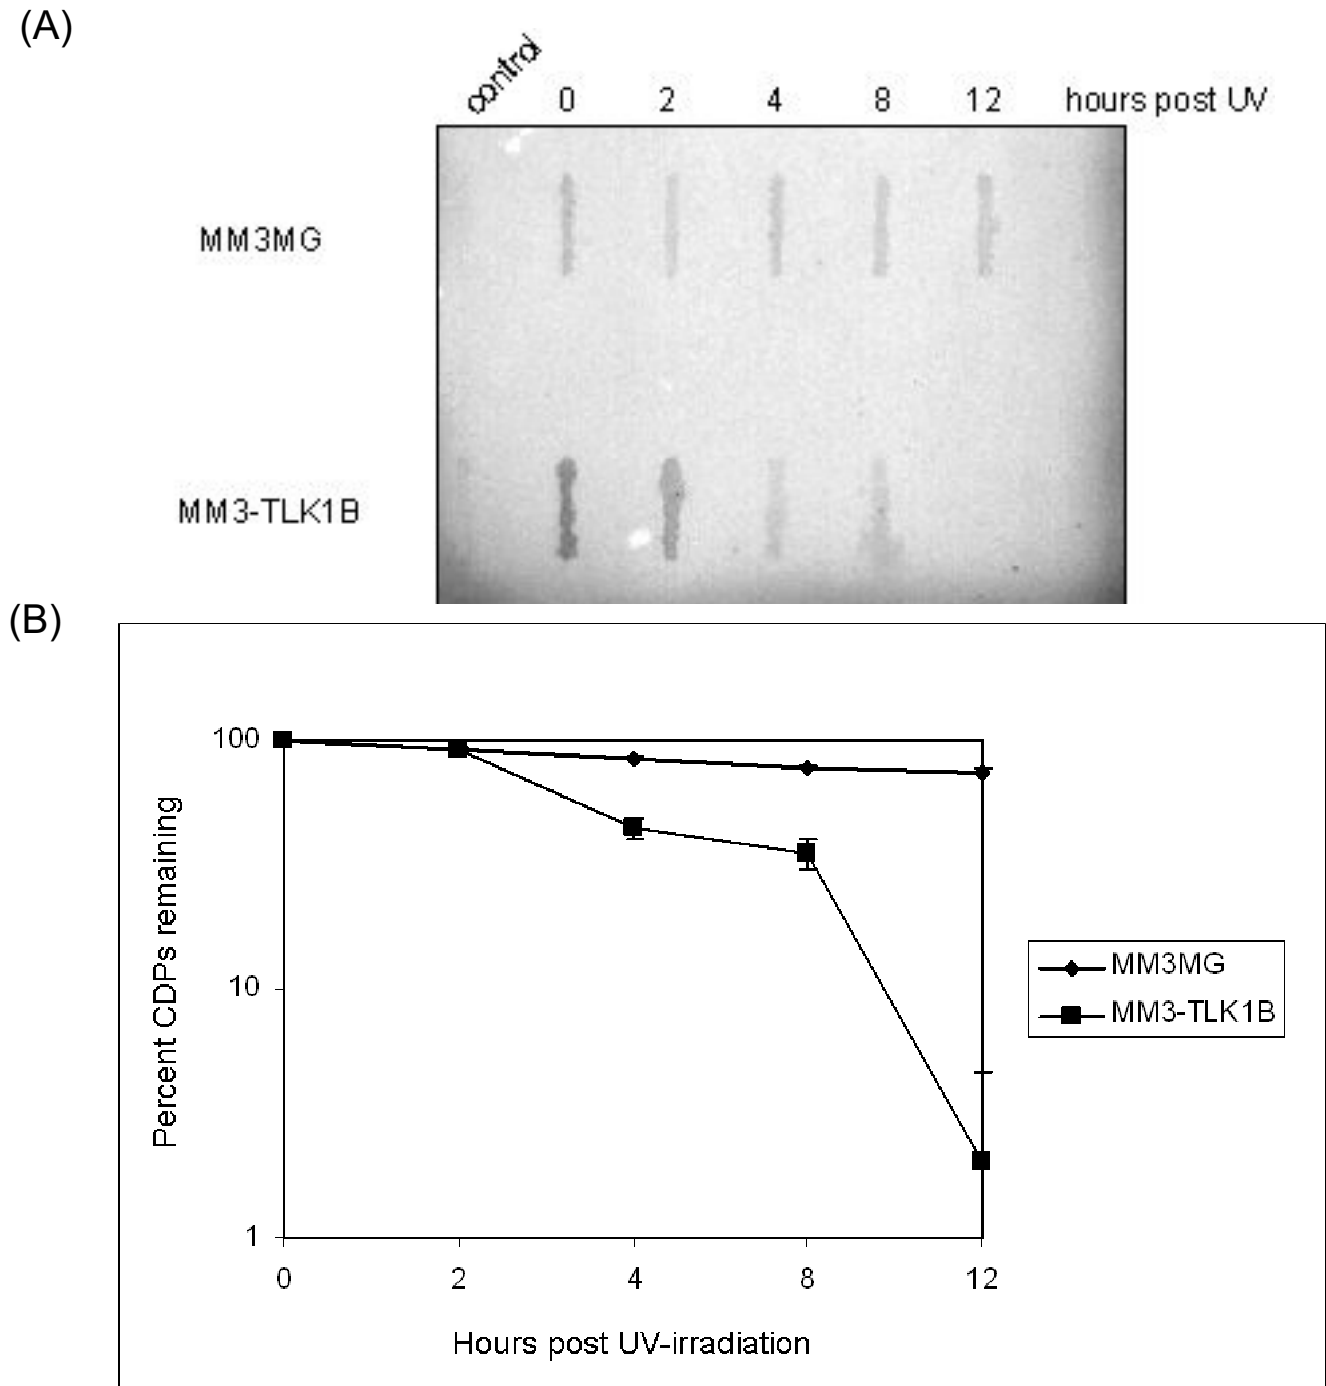 (A)
control 0 2 4 8 12 hours post UV
MM3MG
MM3-TLK1B
(B)
100
10
1
0 2 4 8 12
Percent CDPs remaining
Hours post UV-irradiation
MM3MG
MM3-TLK1B